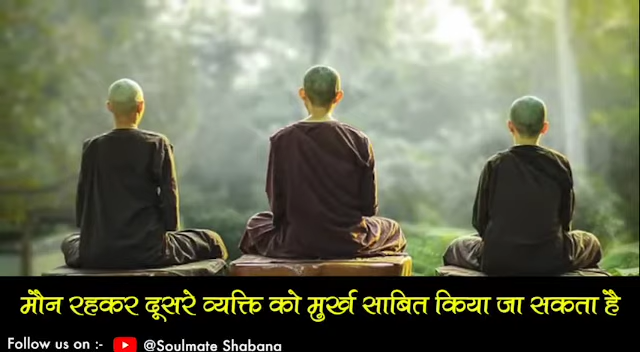 मौन रहकर दूसरे व्यक्ति को मुर्ख साबित किया जा सकता है
Follow us on :- @Soulmate Shabana